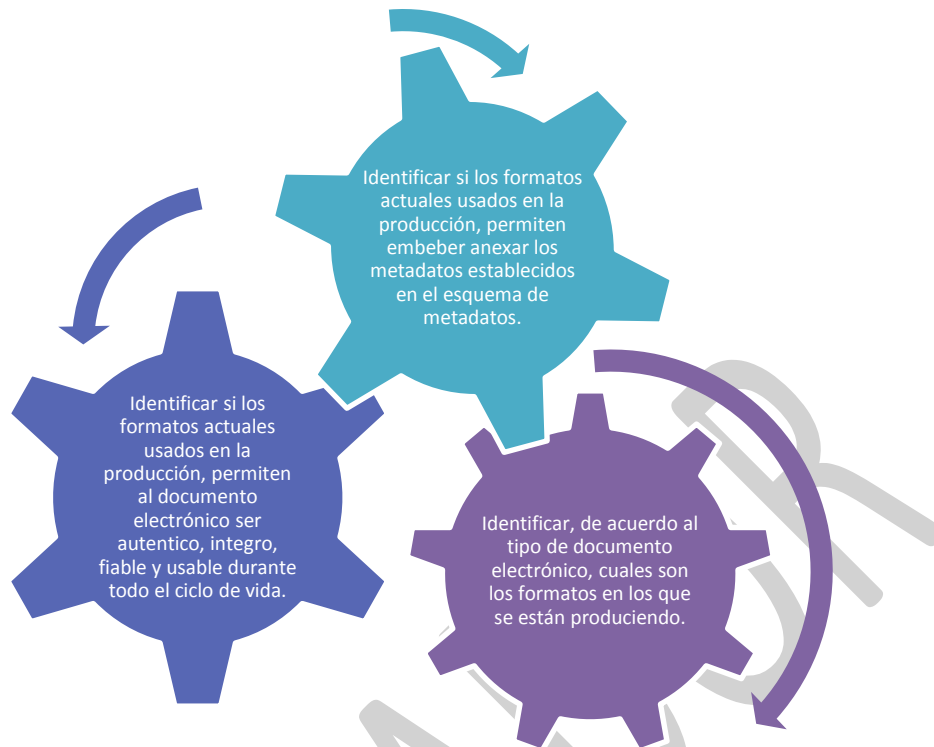 Identificar si los formatos
actuales usados en la
producción, permiten
embeber anexar los
metadatos establecidos
en el esquema de
metadatos.
Identificar si los
formatos actuales
usados en la
producción, permiten
al documento
electrónico ser
autentico, integro,
fiable y usable durante
todo el ciclo de vida.
Identificar, de acuerdo al
tipo de documento
electrónico, cuales son
los formatos en los que
se están produciendo.